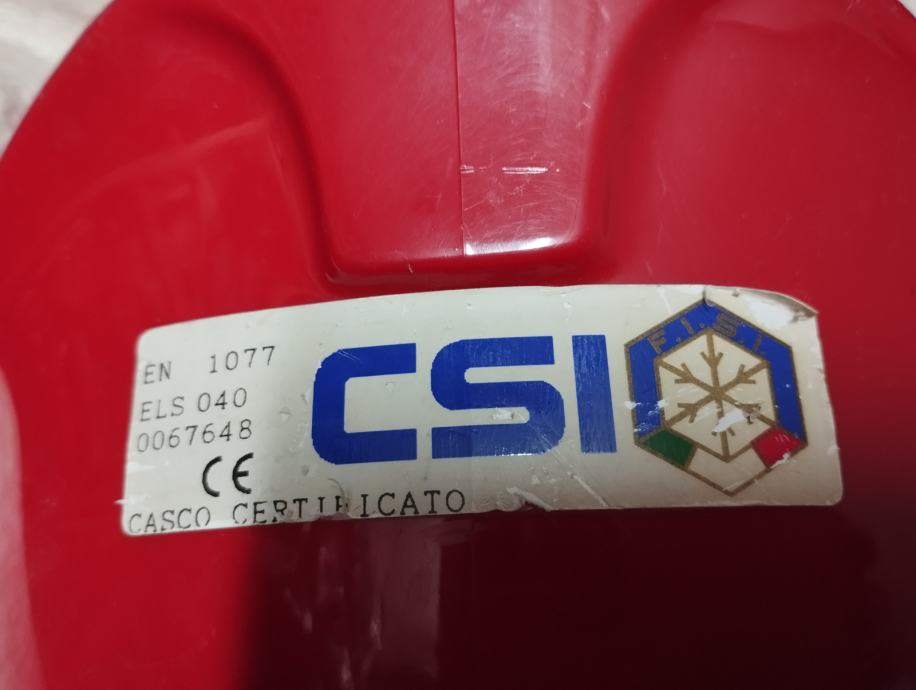 EN 1077
ELS 040
0067648
CE
CASCO CERTIFICATO
CSI
F.I.S.I.